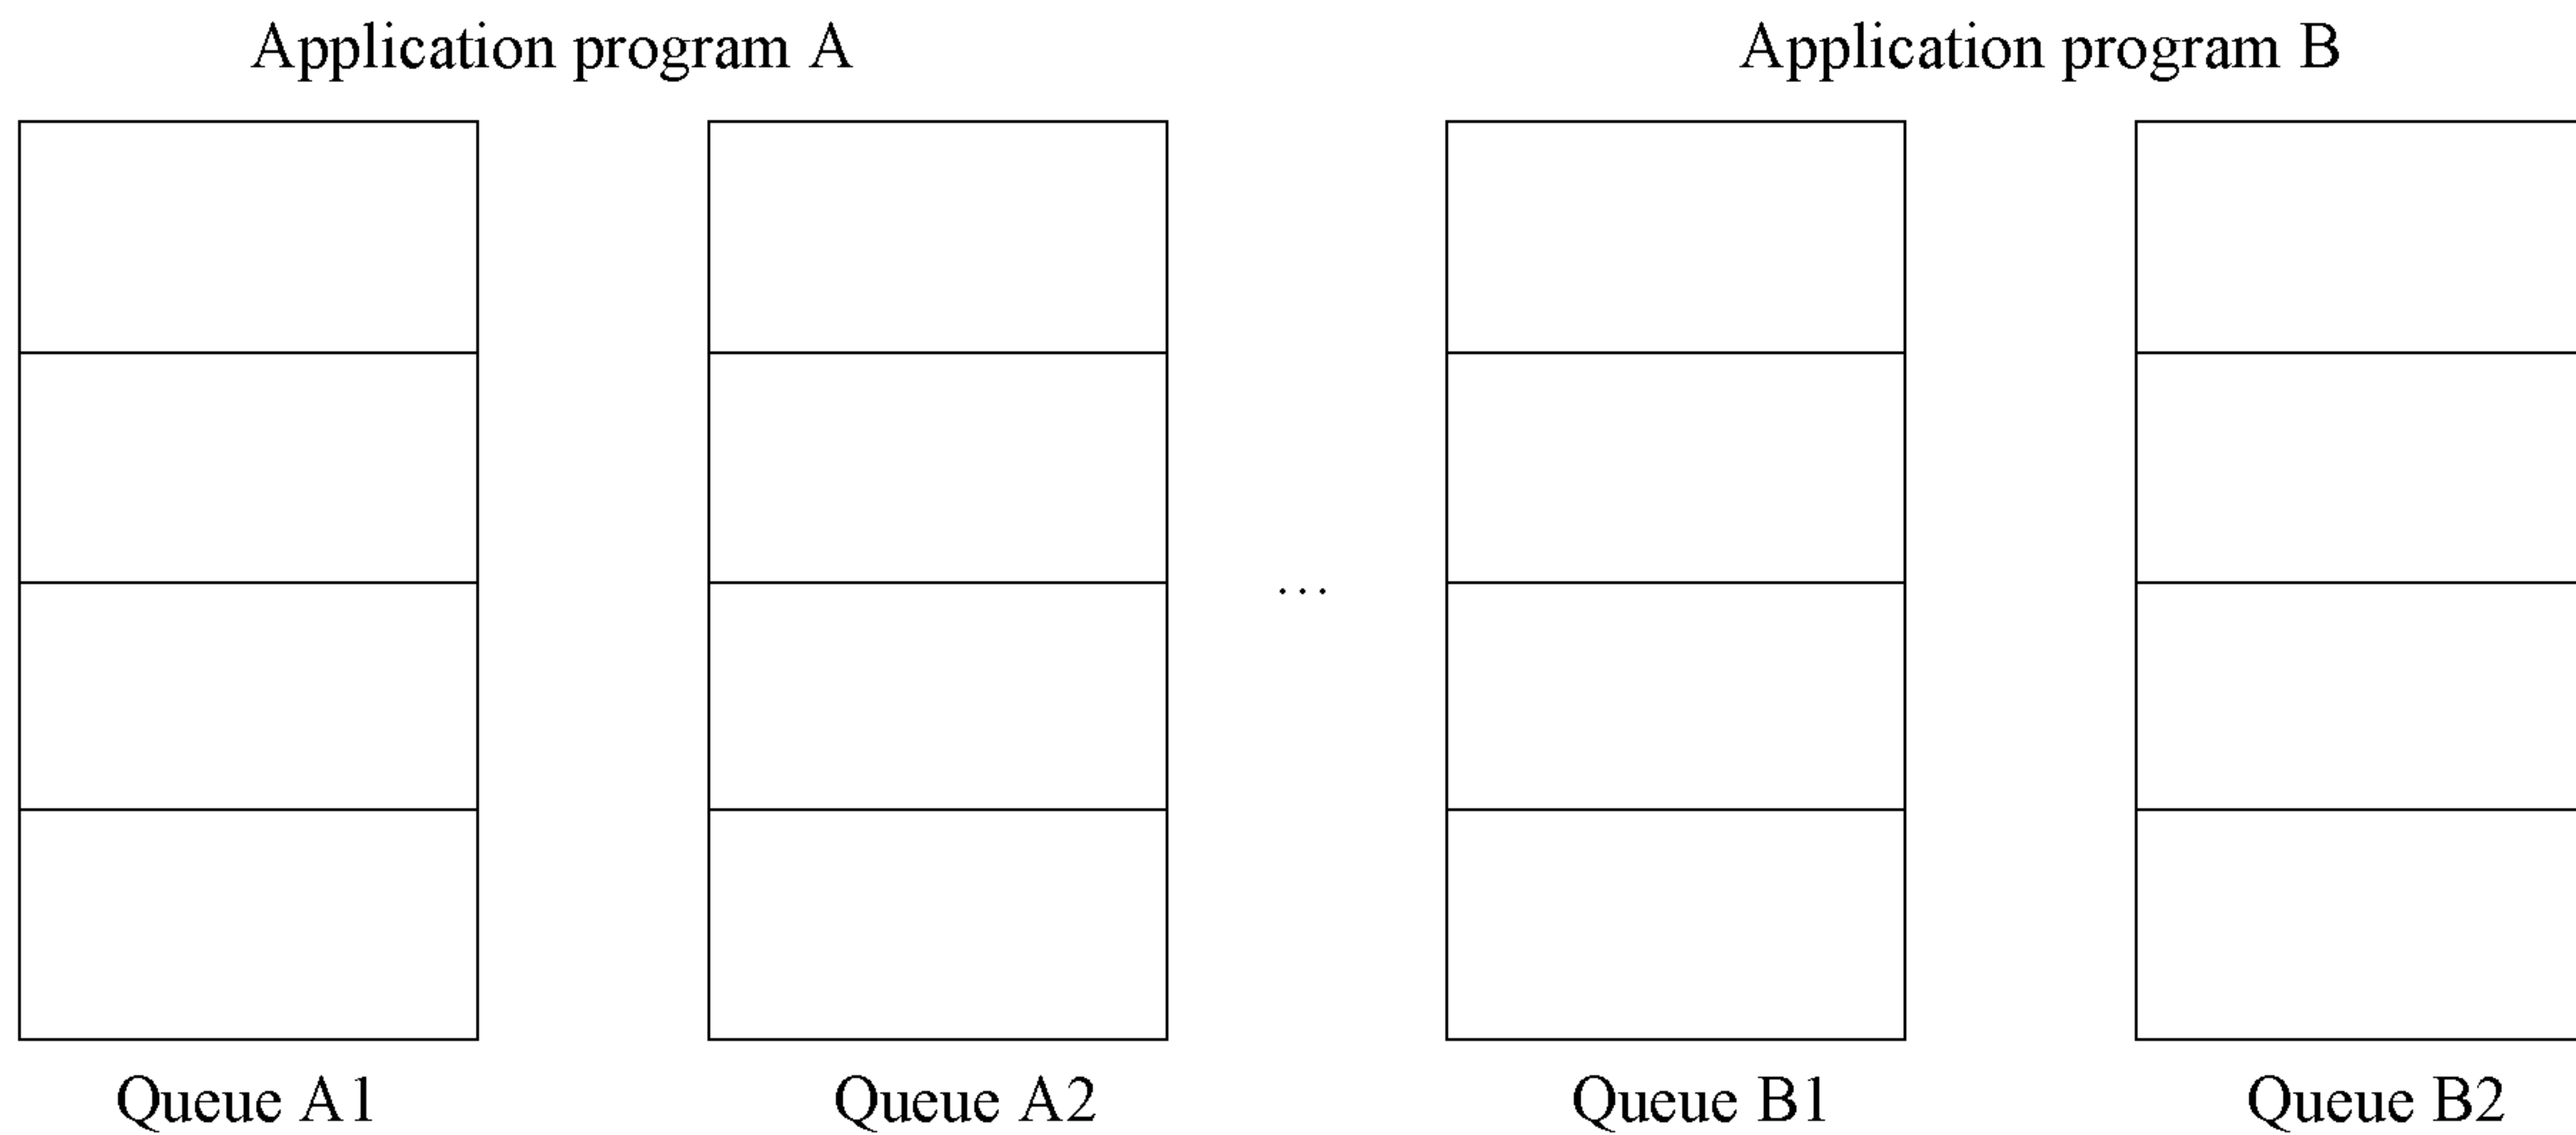 Application program A
Application program B
...
Queue A1
Queue A2
Queue B1
Queue B2